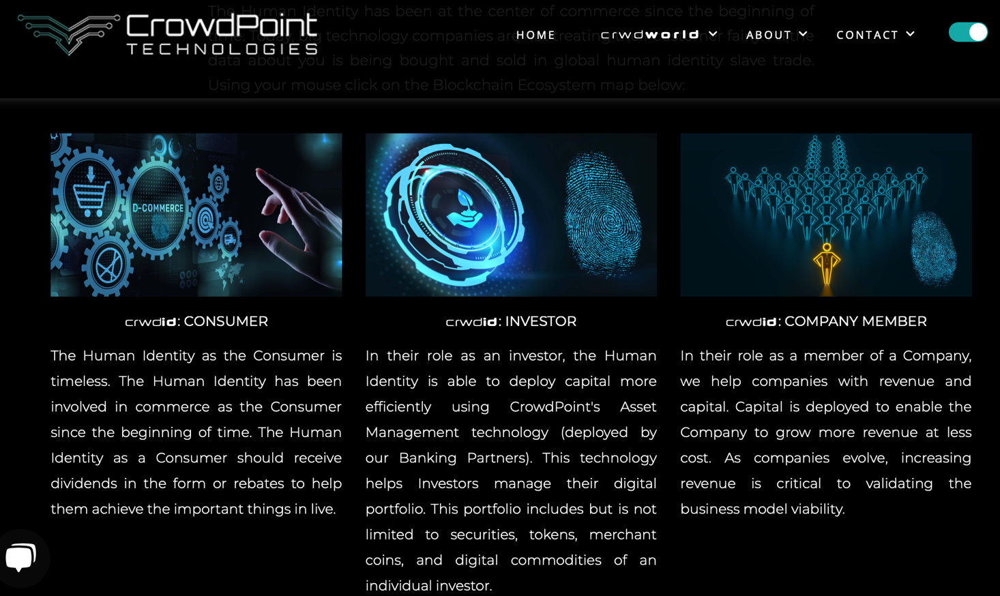 The Human Identity has been at the center of commerce since the beginning of
CrowdPoint
TECHNOLOGIES
HOME
crwdworld
ABOUT
CONTACT
data about you is being bought and sold in global human identity slave trade.
Using your mouse click on the Blockchain Ecosystem map below:
D-COMMERCE
crwdid: CONSUMER
The Human Identity as the Consumer is
timeless. The Human Identity has been
involved in commerce as the Consumer
since the beginning of time. The Human
Identity as a Consumer should receive
dividends in the form or rebates to help
them achieve the important things in live.
crwdid: INVESTOR
In their role as an investor, the Human
Identity is able to deploy capital more
efficiently using CrowdPoint's Asset
Management technology (deployed by
our Banking Partners). This technology
helps Investors manage their digital
portfolio. This portfolio includes but is not
limited to securities, tokens, merchant
coins, and digital commodities of an
individual investor.
crwdid: COMPANY MEMBER
In their role as a member of a Company,
we help companies with revenue and
capital. Capital is deployed to enable the
Company to grow more revenue at less
cost. As companies evolve, increasing
revenue is critical to validating the
business model viability.